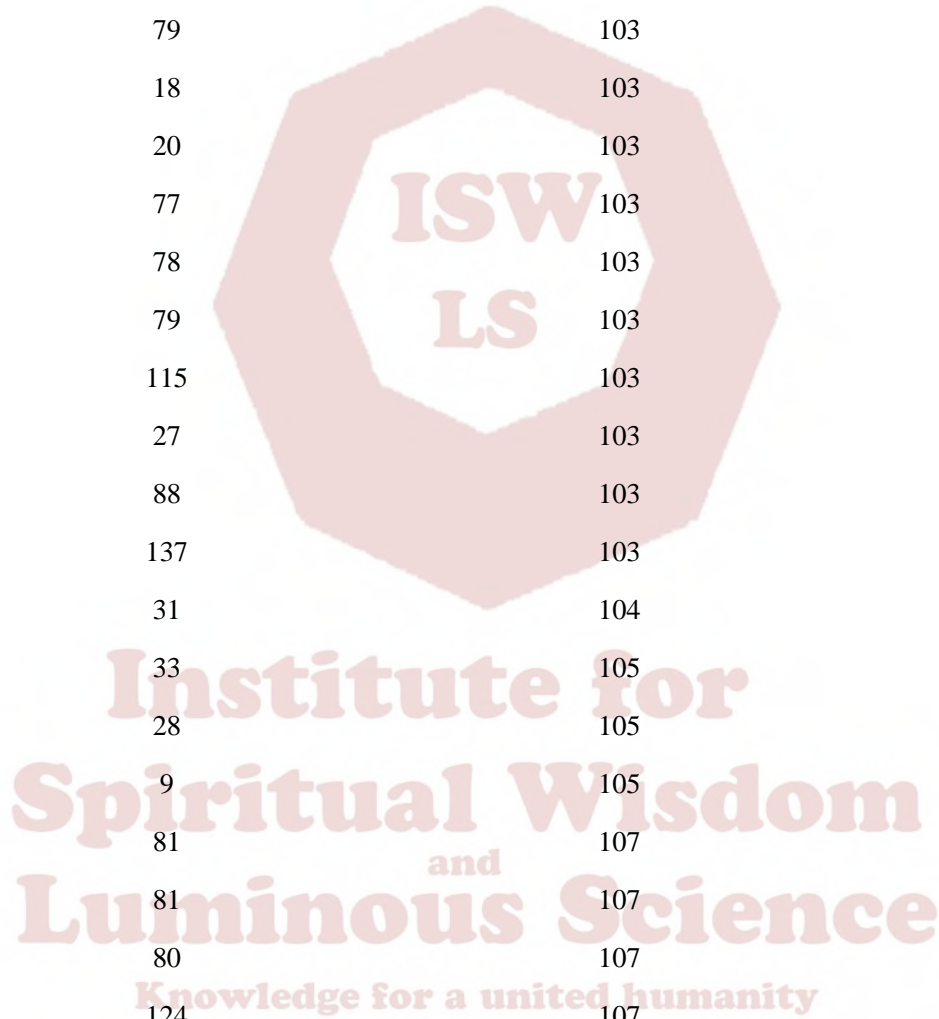 79 103
18 103
20 103
ISW
77 103
78 103
LS
79 103
115 103
27 103
88 103
137 103
31 104
Institute for
33 105
28 105
Spiritual Wisdom
9 105
81 107
and
Luminous Science
81 107
80 107
Knowledge for a united humanity
124 107